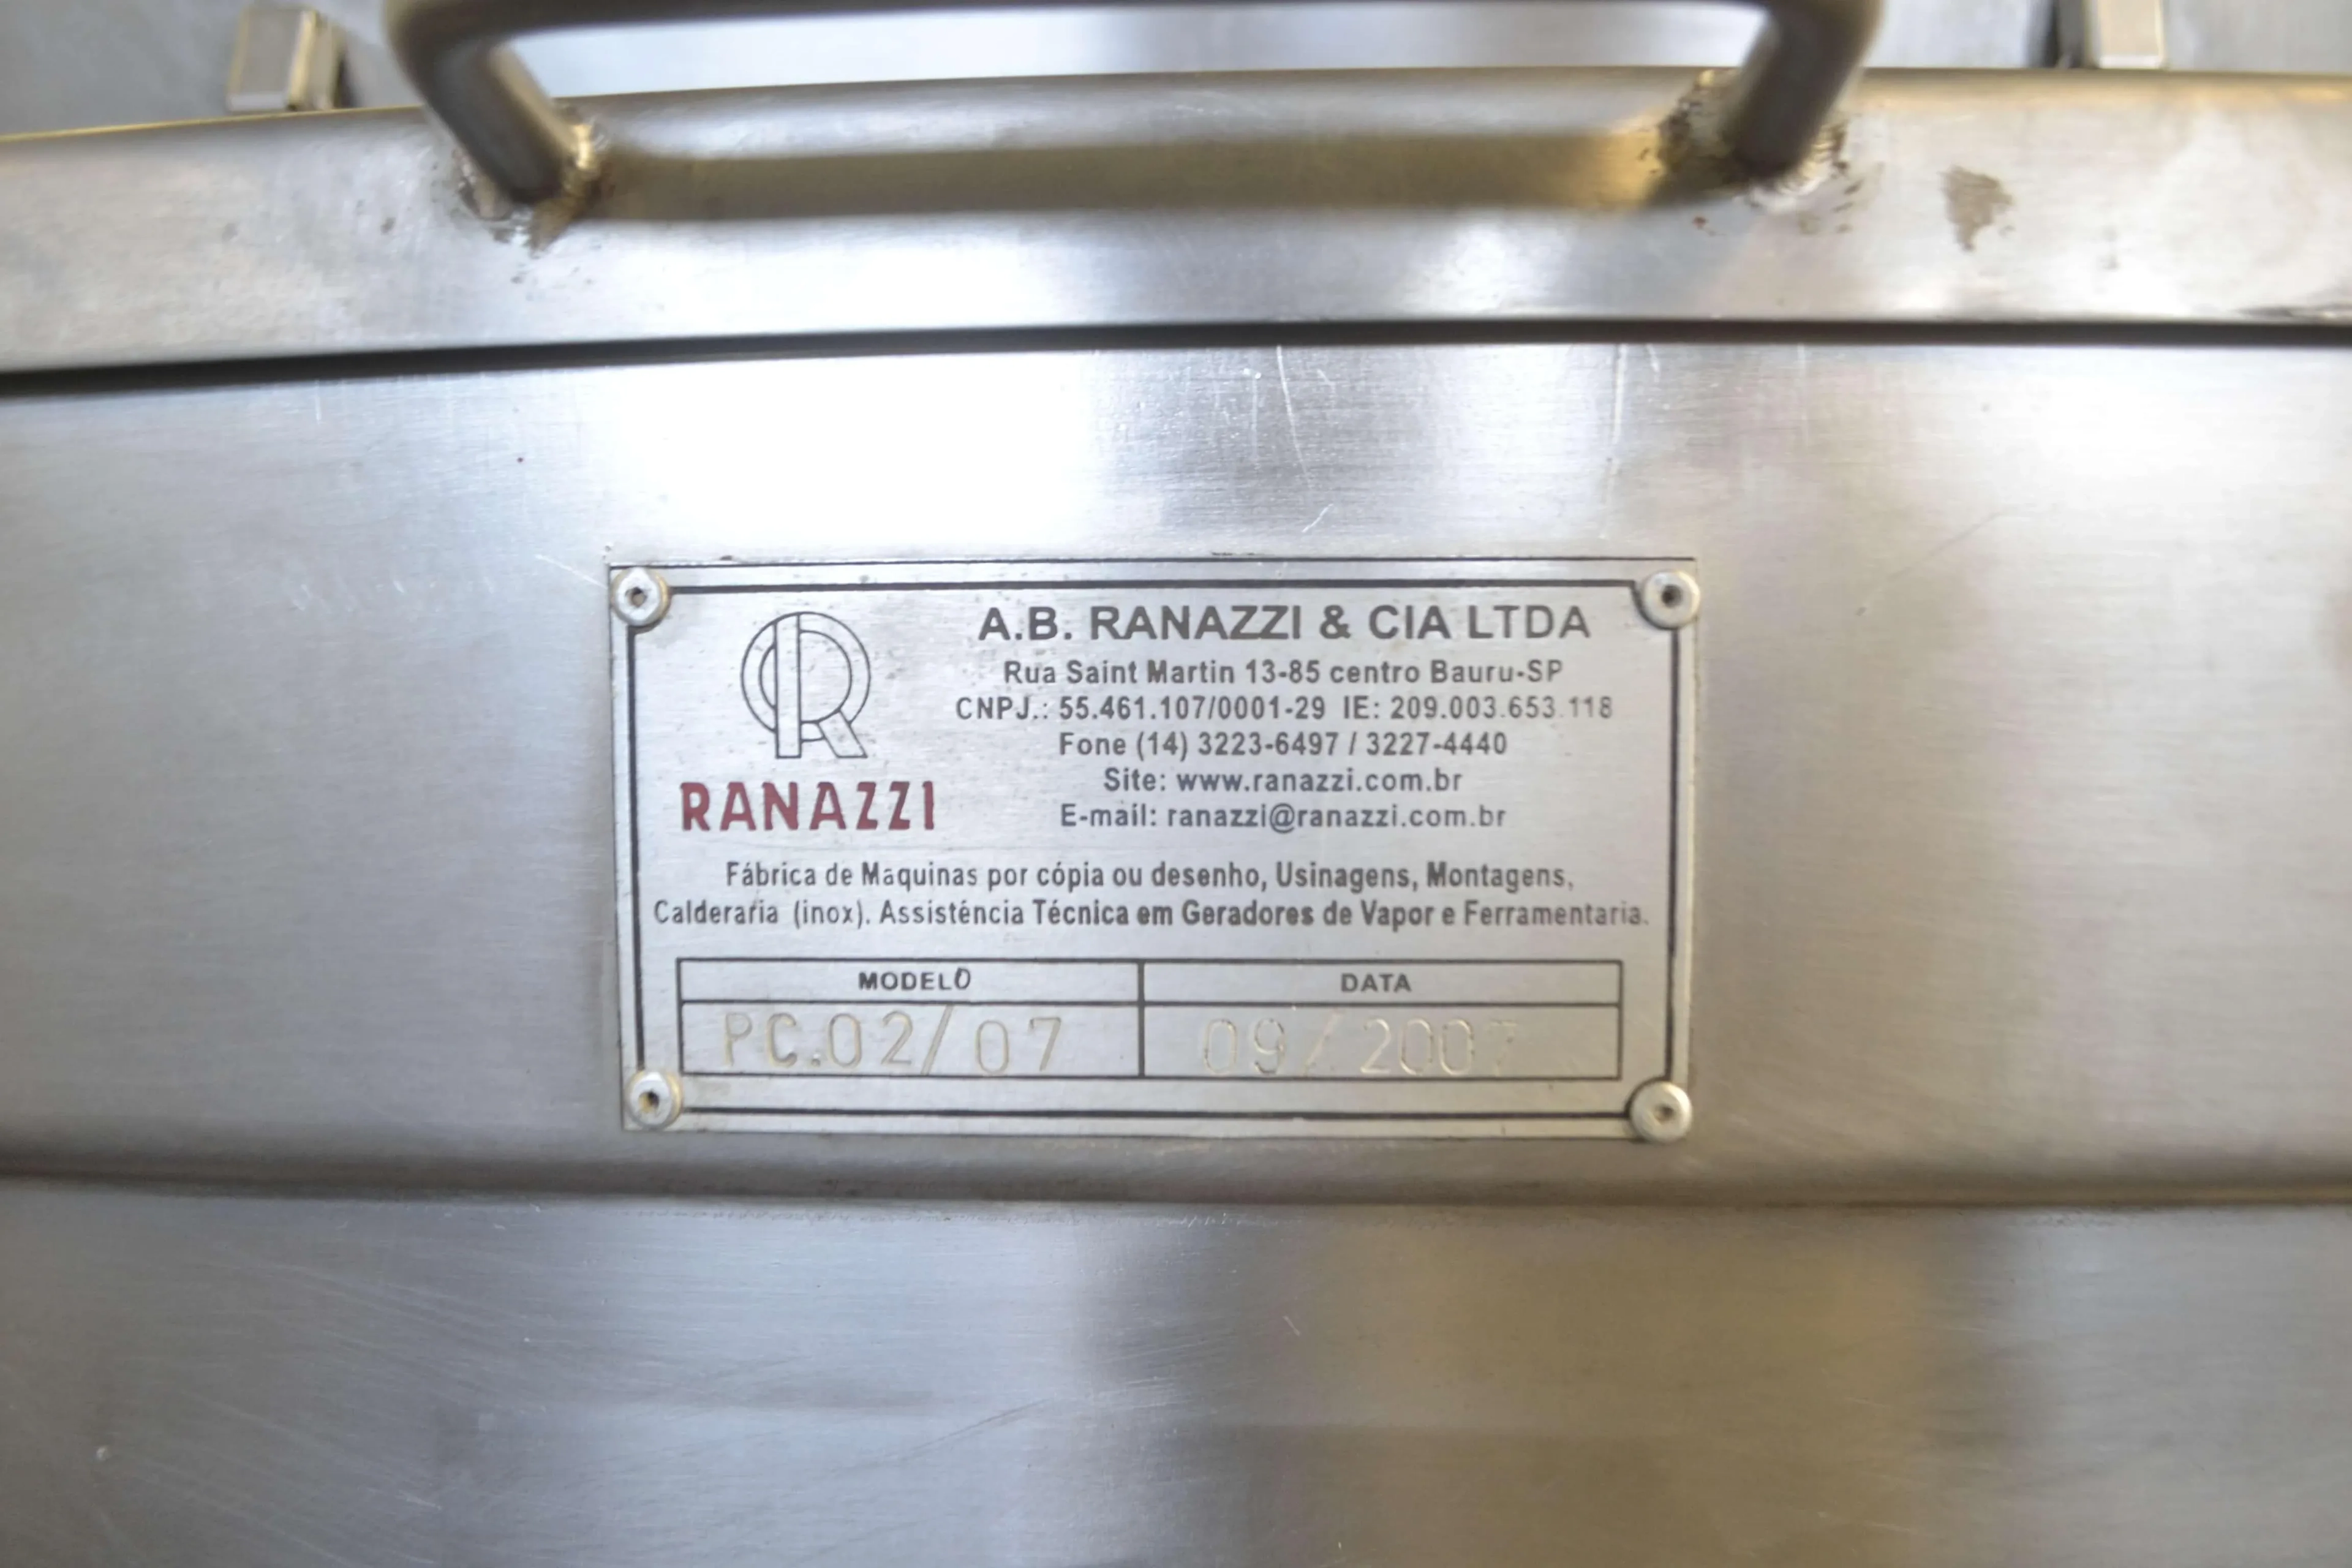 A.B. RANAZZI & CIA LTDA
Rua Saint Martin 13-85 centro Bauru-SP
CNPJ.: 55.461.107/0001-29 IE: 209.003.653.118
Fone (14) 3223-6497 / 3227-4440
Site: www.ranazzi.com.br
E-mail: ranazzi@ranazzi.com.br
RANAZZI
Fábrica de Maquinas por cópia ou desenho, Usinagens, Montagens,
Calderaria (inox). Assistência Técnica em Geradores de Vapor e Ferramentaria.
MODELO DATA
PC.02/07 09/2007